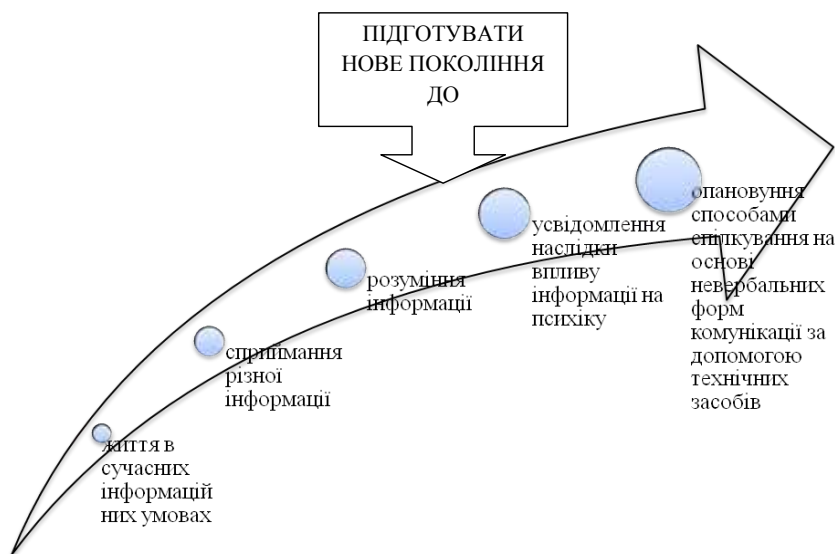 ПІДГОТУВАТИ
НОВЕ ПОКОЛІННЯ
ДО
життя в
сучасних
інформацій
них умовах
сприймання
різної
інформації
розуміння
інформації
усвідомлення
наслідки
впливу
інформації на
психіку
опановуння
способами
спілкування на
основі
невербальних
форм
комунікації за
допомогою
технічних
засобів